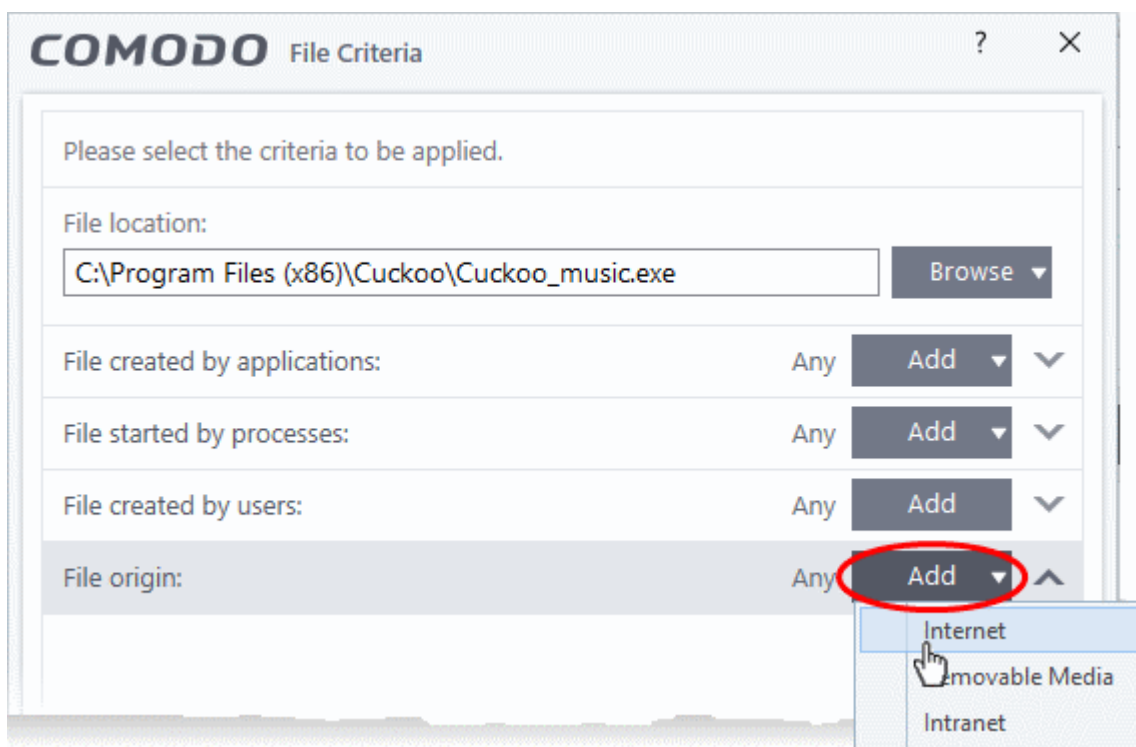 COMODO File Criteria ?
Please select the criteria to be applied.
File location:
C:\Program Files (x86)\Cuckoo\Cuckoo_music.exe Browse
File created by applications: Any Add
File started by processes: Any Add
File created by users: Any Add
File origin: Any Add
Internet
emovable Media
Intranet